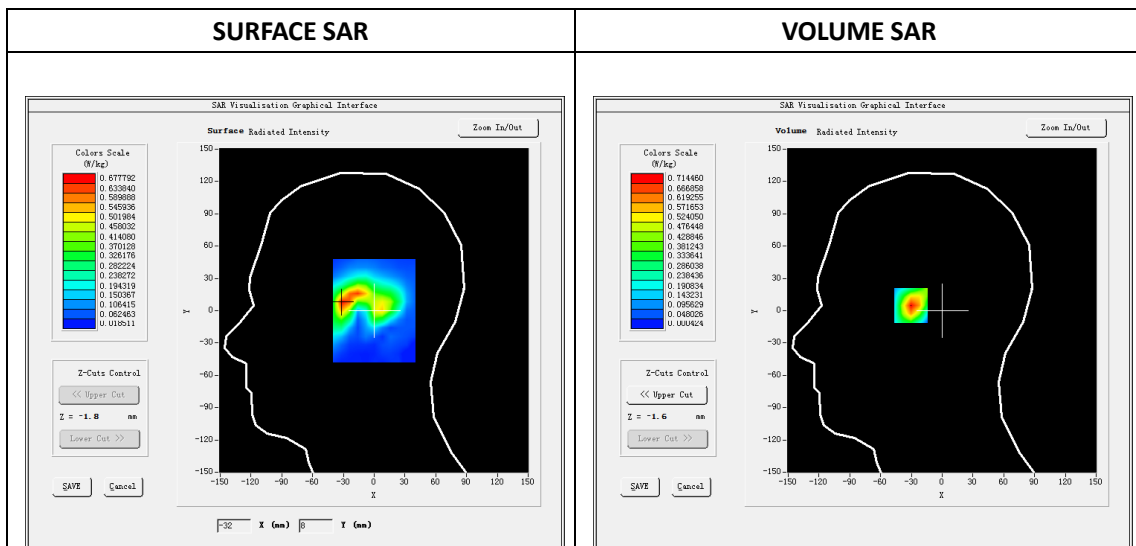 SURFACE SAR
VOLUME SAR
SAR Visualisation Graphical Interface
Surface Radiated Intensity
Zoom In/Out
Colors Scale
(W/kg)
0.677792
0.633840
0.589888
0.545936
0.501984
0.458032
0.414080
0.370128
0.326176
0.282224
0.238272
0.194319
0.150367
0.106415
0.062463
0.018511
150
120
90
60
30
0
-30
-60
-90
-120
-150
Y
-150 -120 -90 -60 -30 0 30 60 90 120 150
X
Z-Cuts Control
<< Upper Cut
Z = -1.8 mm
Lower Cut >>
SAVE Cancel
-32 X (mm) 8 Y (mm)
SAR Visualisation Graphical Interface
Volume Radiated Intensity
Zoom In/Out
Colors Scale
(W/kg)
0.714460
0.666858
0.619255
0.571653
0.524050
0.476448
0.428846
0.381243
0.333641
0.286038
0.238436
0.190834
0.143231
0.095629
0.048026
0.000424
150
120
90
60
30
0
-30
-60
-90
-120
-150
Y
-150 -120 -90 -60 -30 0 30 60 90 120 150
X
Z-Cuts Control
<< Upper Cut
Z = -1.6 mm
Lower Cut >>
SAVE Cancel